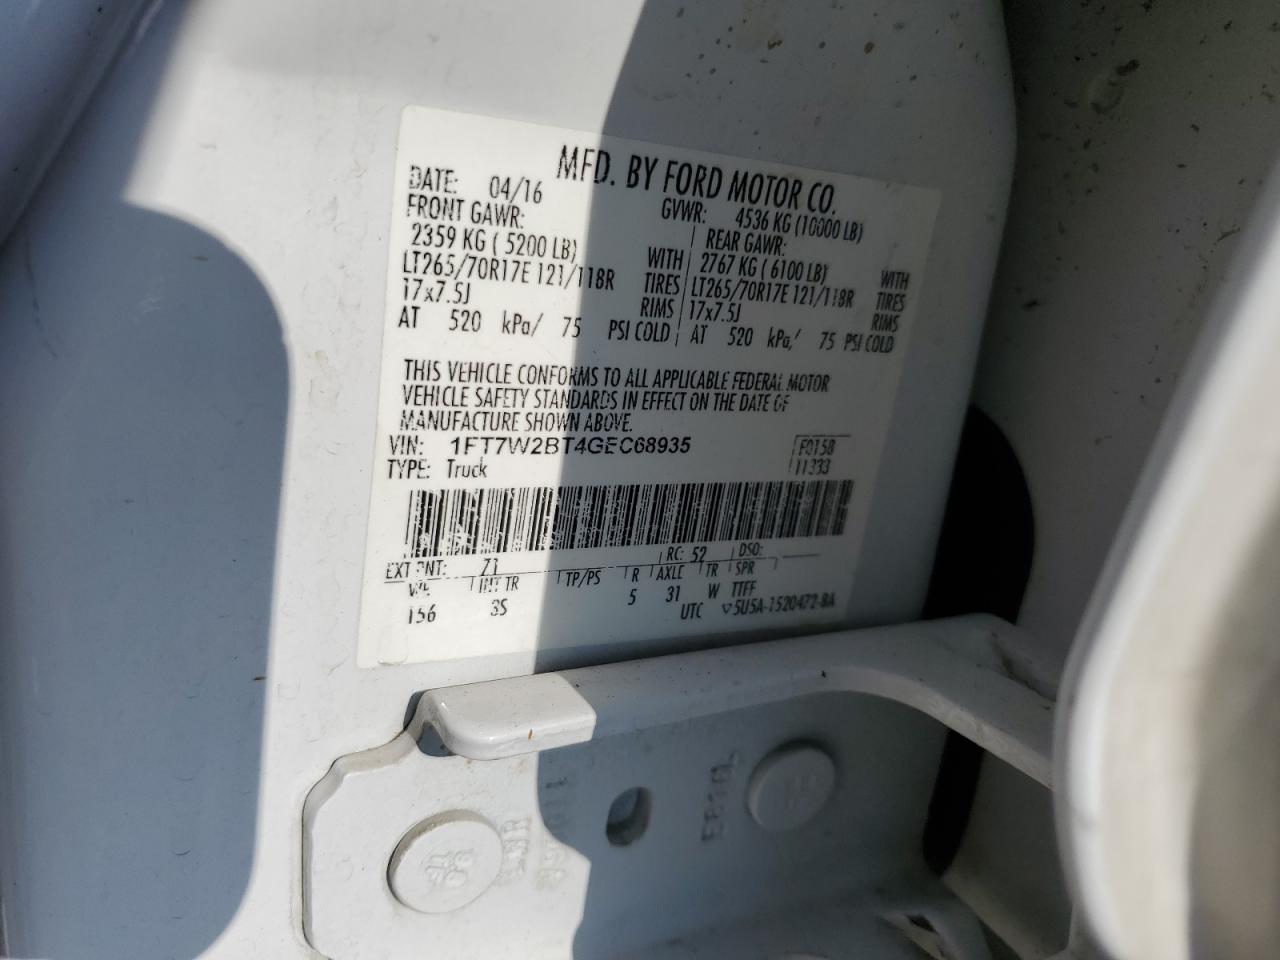 MFD. BY FORD MOTOR CO.
DATE: 04/16 GVWR: 4536 KG (10000 LB)
FRONT GAWR: REAR GAWR:
2359 KG ( 5200 LB) WITH 2767 KG ( 6100 LB) WITH
LT265/70R17E 121/118R TIRES LT265/70R17E 121/118R TIRES
17x7.5J RIMS 17x7.5J RIMS
AT 520 kPa/ 75 PSI COLD AT 520 kPa/ 75 PSI COLD
THIS VEHICLE CONFORMS TO ALL APPLICABLE FEDERAL MOTOR
VEHICLE SAFETY STANDARDS IN EFFECT ON THE DATE OF
MANUFACTURE SHOWN ABOVE.
VIN: 1FT7W2BT4GEC68935 F0158
TYPE: Truck 11333
EXT PNT: Z1 RC: 52 DSO:
WB INT TR TP/PS R AXLE TR SPR
156 3S 5 31 W TTFF
UTC 5U5A-1520472-BA